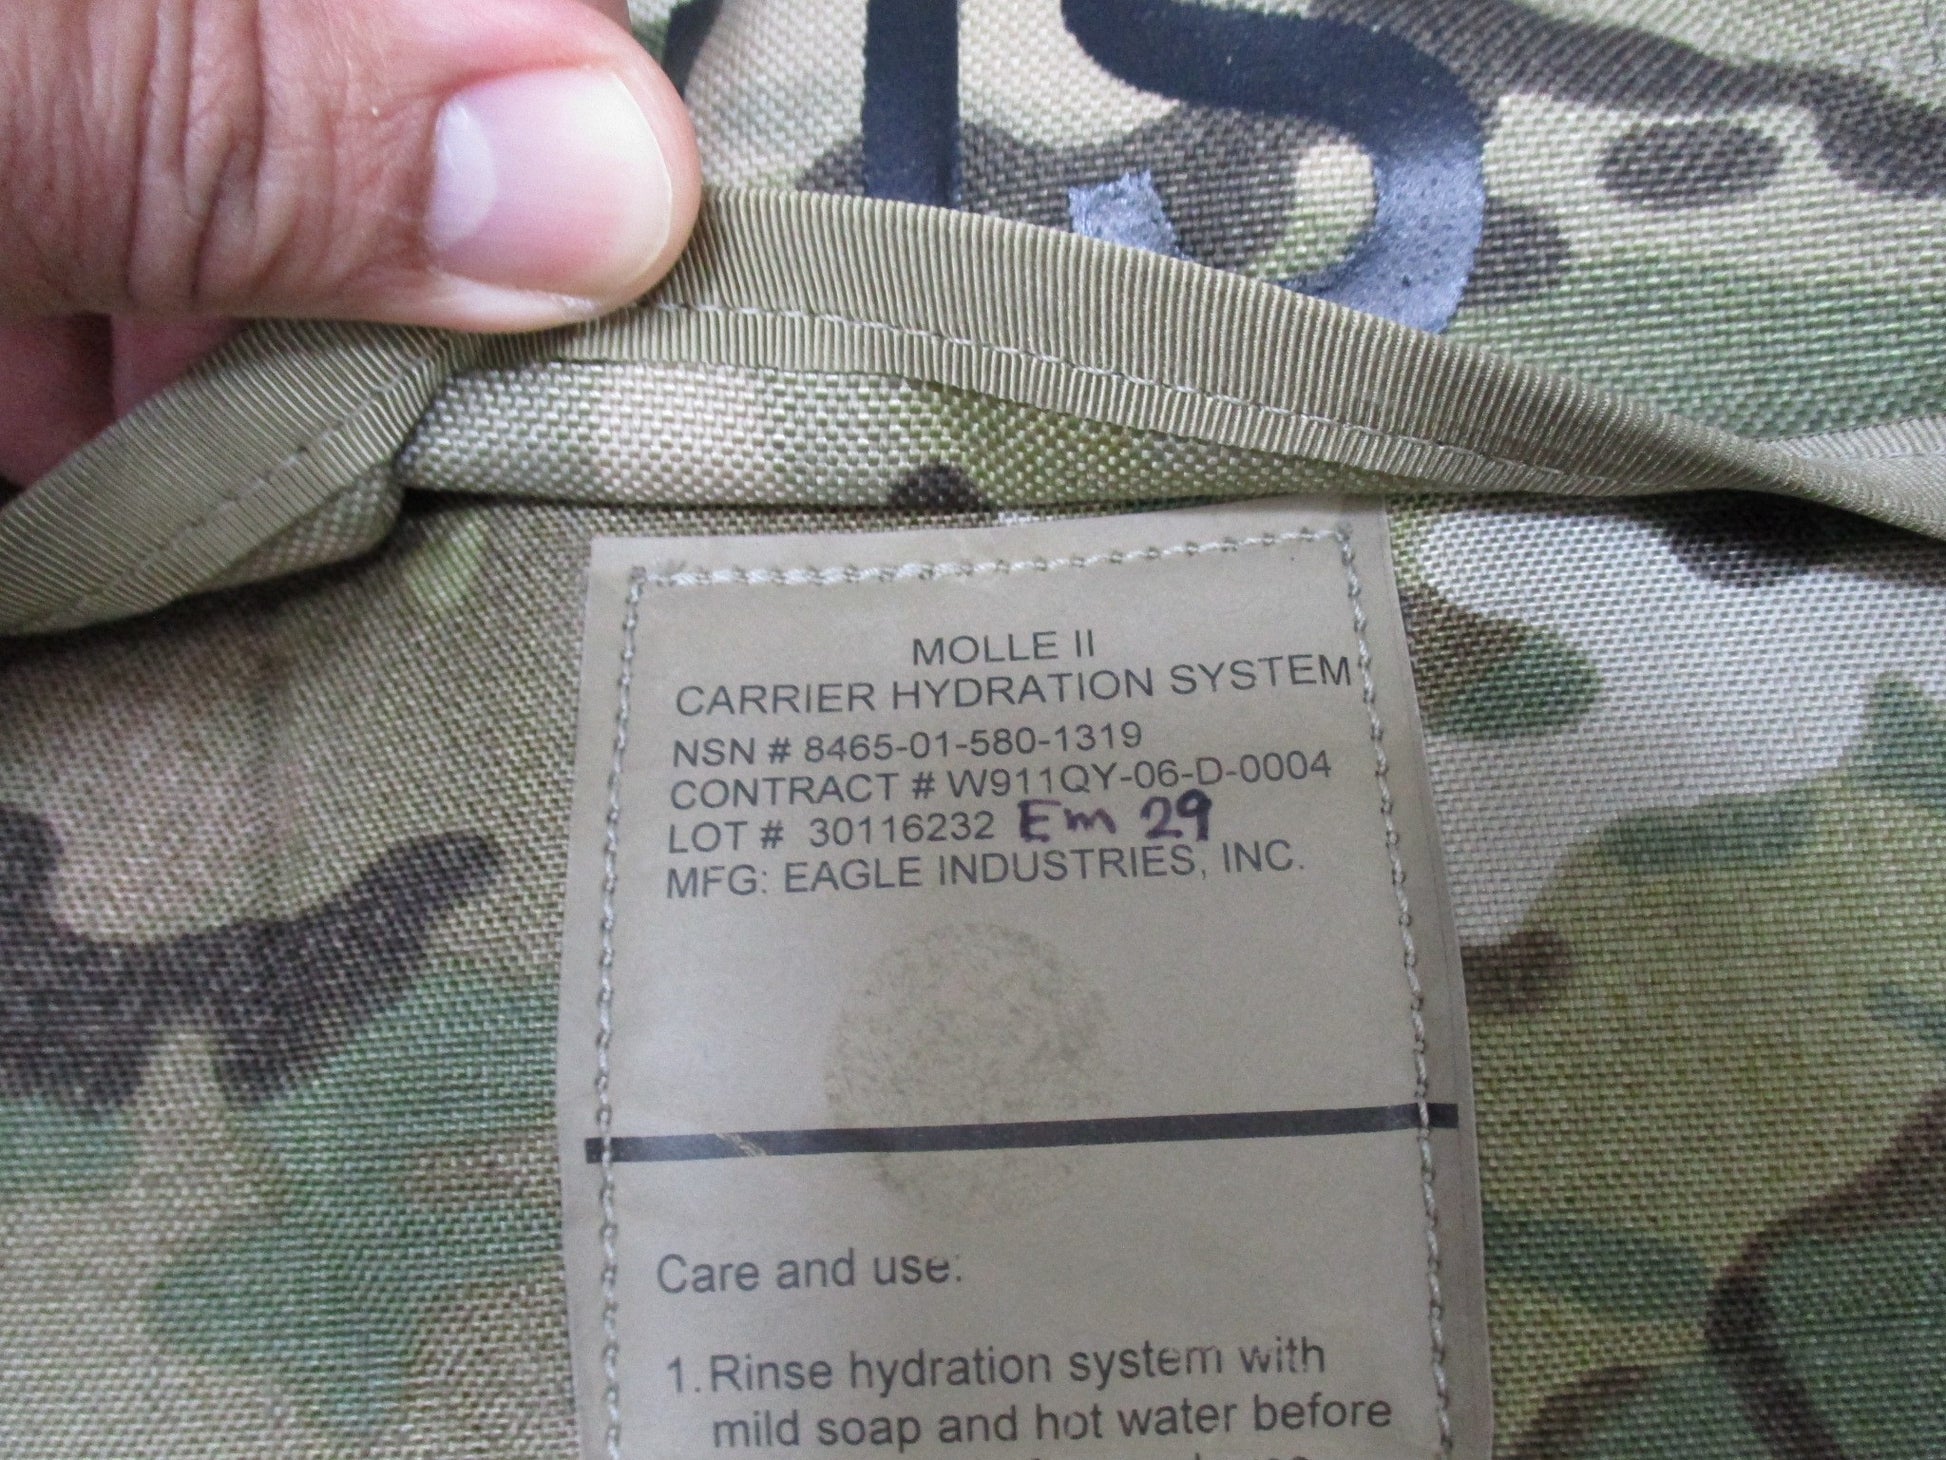 US
MOLLE II
CARRIER HYDRATION SYSTEM
NSN # 8465-01-580-1319
CONTRACT # W911QY-06-D-0004
LOT # 30116232 Em 29
MFG: EAGLE INDUSTRIES, INC.
Care and use:
1. Rinse hydration system with
mild soap and hot water before